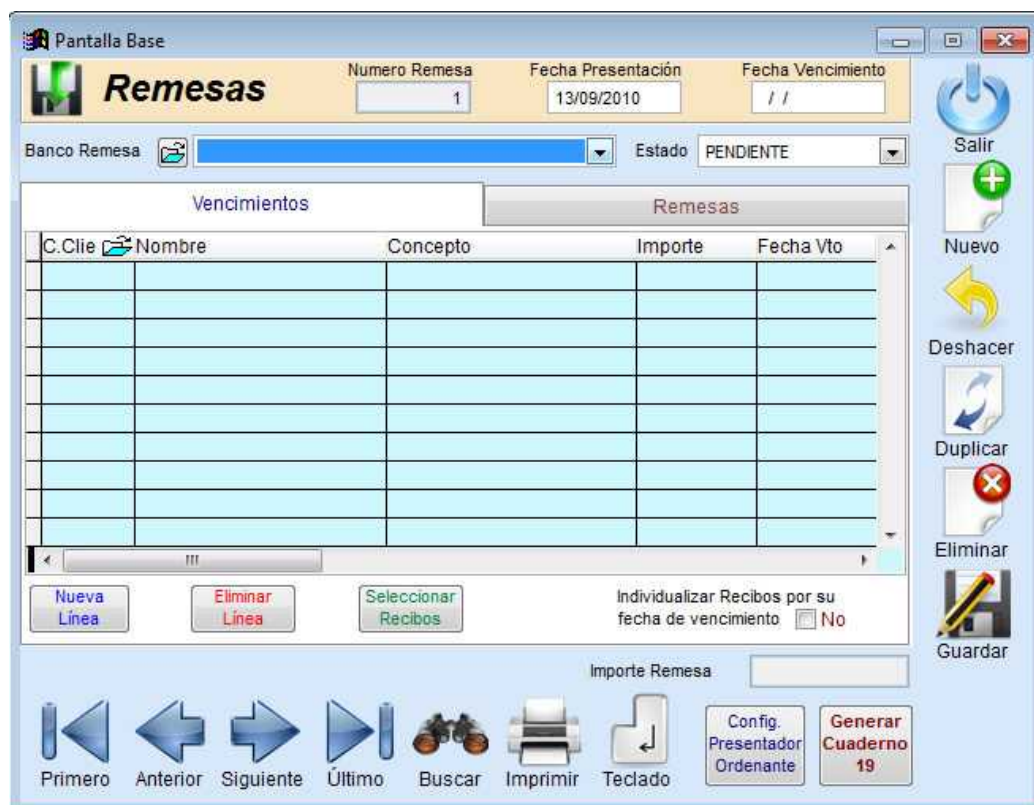 Pantalla Base
Remesas
Numero Remesa
1
Fecha Presentación
13/09/2010
Fecha Vencimiento
/ /
Banco Remesa
Estado
PENDIENTE
Vencimientos
Remesas
C.Clie
Nombre
Concepto
Importe
Fecha Vto
Nueva
Línea
Eliminar
Línea
Seleccionar
Recibos
Individualizar Recibos por su
fecha de vencimiento
No
Importe Remesa
Primero
Anterior
Siguiente
Último
Buscar
Imprimir
Teclado
Config.
Presentador
Ordenante
Generar
Cuaderno
19
Salir
Nuevo
Deshacer
Duplicar
Eliminar
Guardar